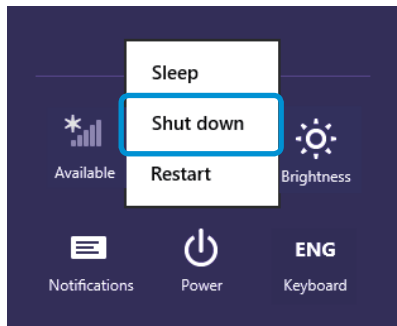 Sleep
Shut down
Restart
Available
Brightness
ENG
Notifications
Power
Keyboard